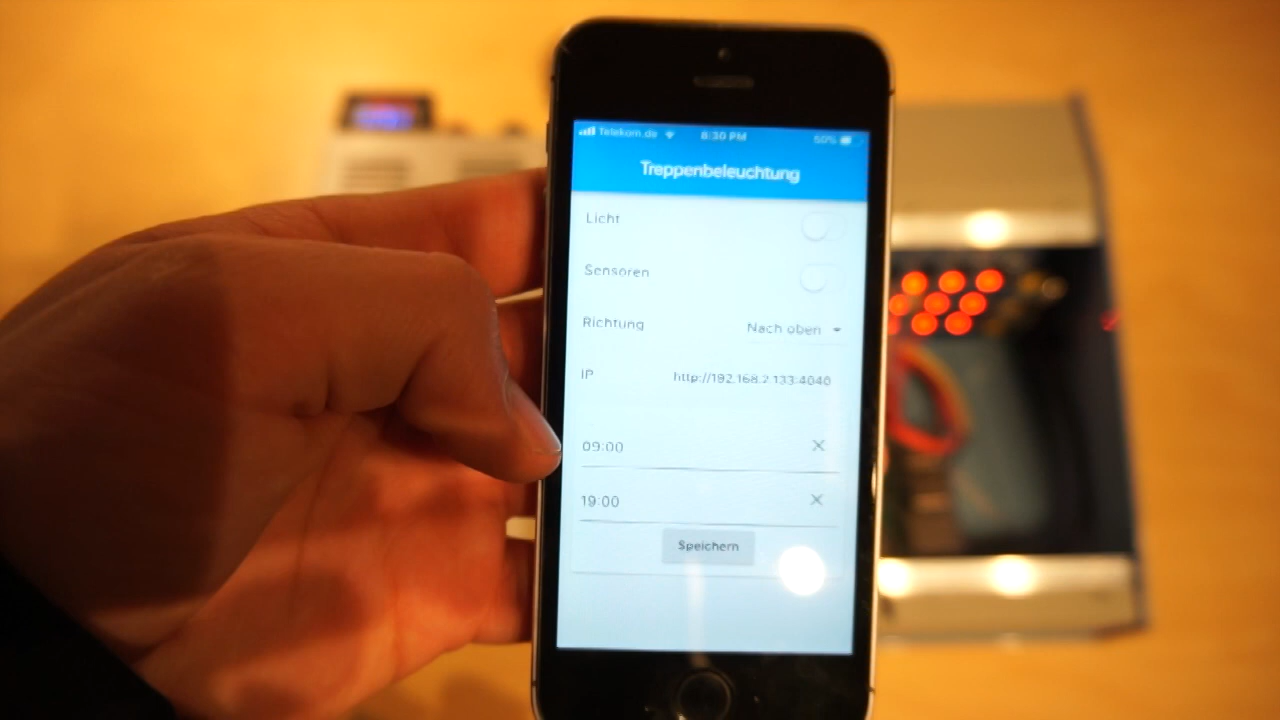 Telekom.de 8:30 PM 50%
Treppenbeleuchtung
Licht
Sensoren
Richtung Nach oben
IP http://192.168.2.133:4040
09:00
19:00
Speichern